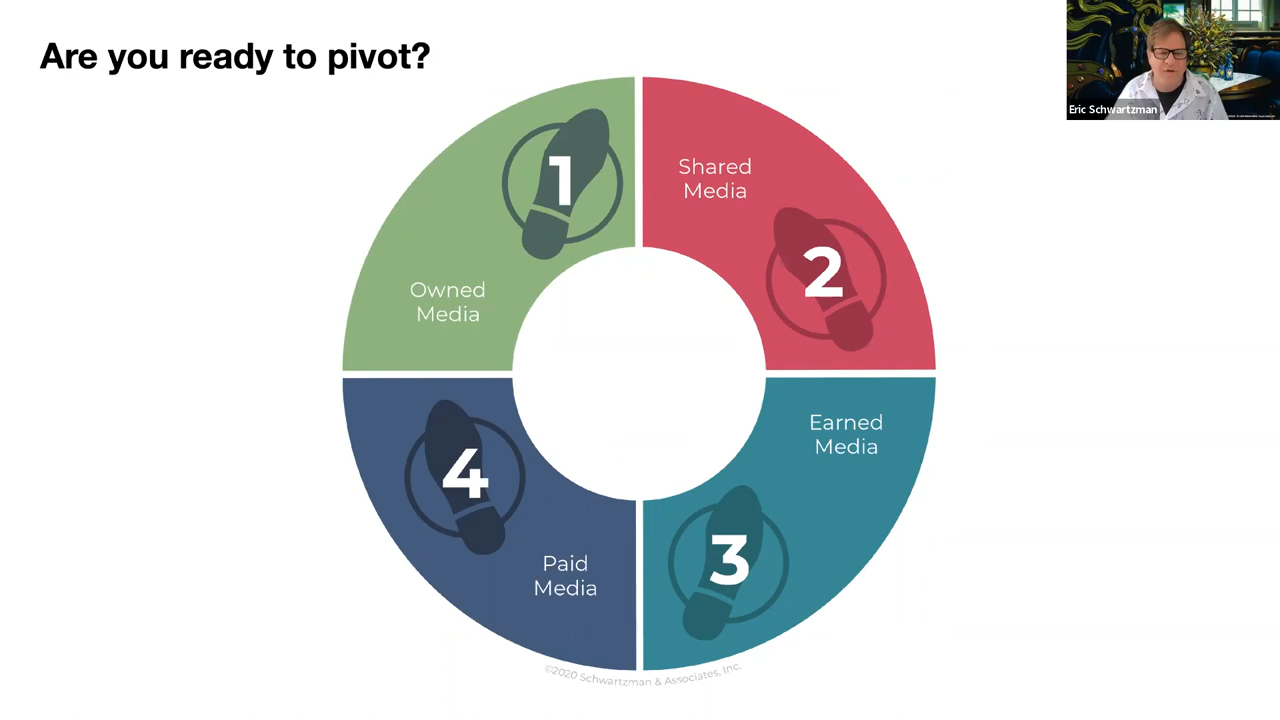 Are you ready to pivot?
Eric Schwartzman
1
Shared
Media
2
Owned
Media
Earned
Media
4
3
Paid
Media
©2020 Schwartzman & Associates, Inc.